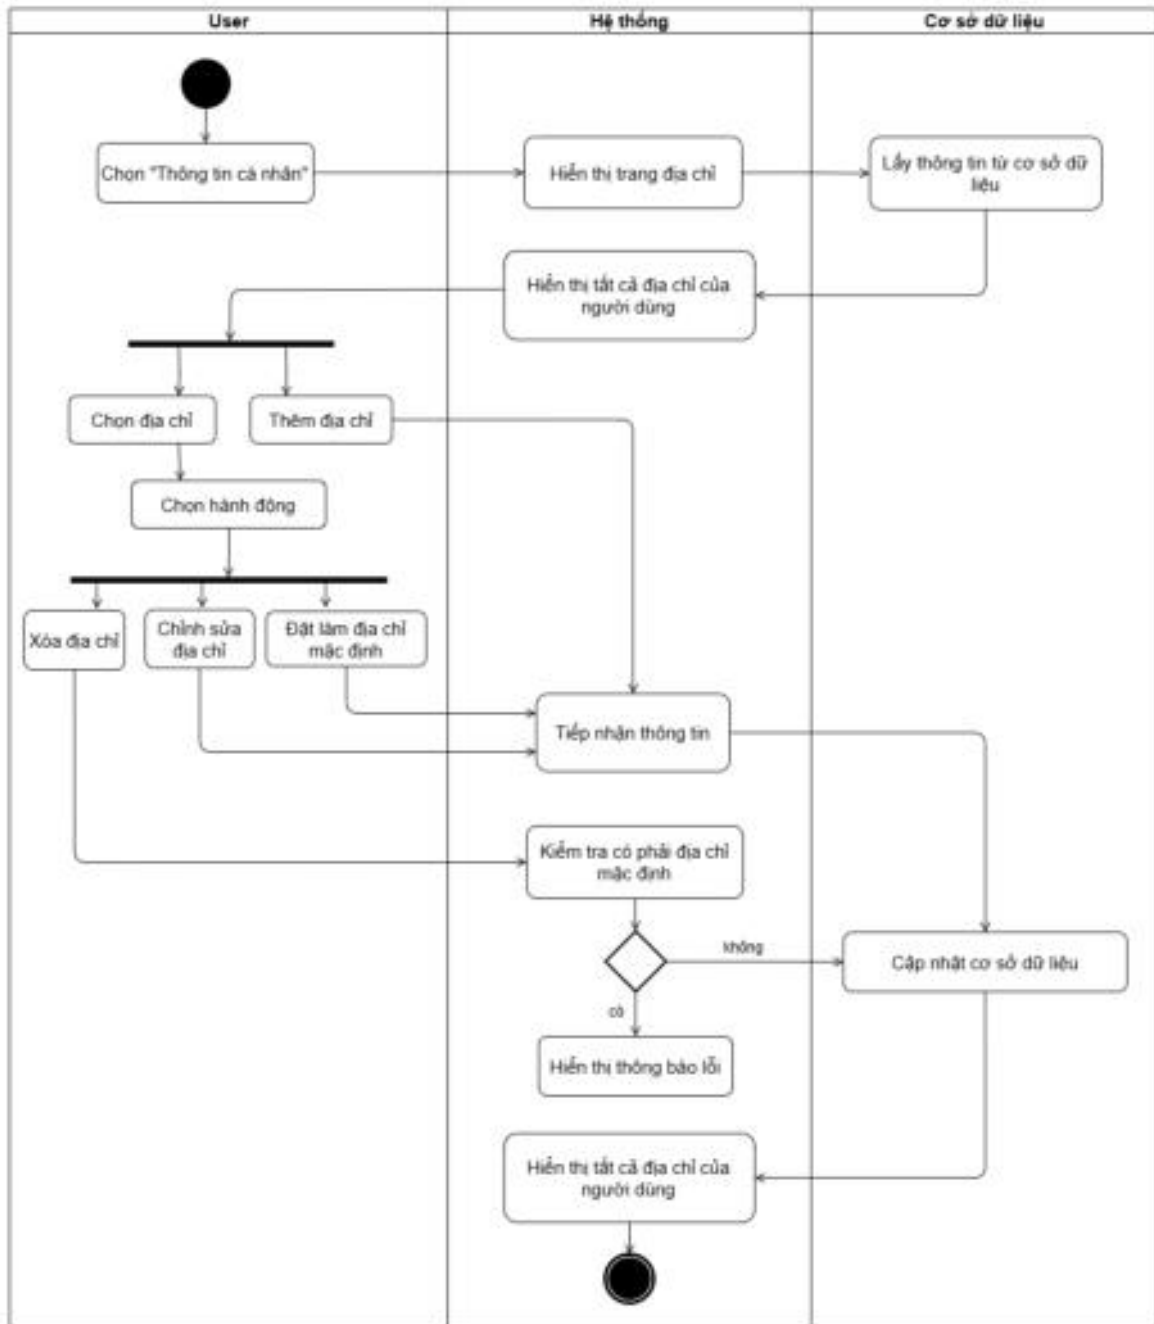 User
Hệ thống
Cơ sở dữ liệu
Chọn "Thông tin cá nhân"
Hiển thị trang địa chỉ
Lấy thông tin từ cơ sở dữ
liệu
Hiển thị tất cả địa chỉ của
người dùng
Chọn địa chỉ
Thêm địa chỉ
Chọn hành động
Xóa địa chỉ
Chỉnh sửa
địa chỉ
Đặt làm địa chỉ
mặc định
Tiếp nhận thông tin
Kiểm tra có phải địa chỉ
mặc định
không
Cập nhật cơ sở dữ liệu
có
Hiển thị thông báo lỗi
Hiển thị tất cả địa chỉ của
người dùng